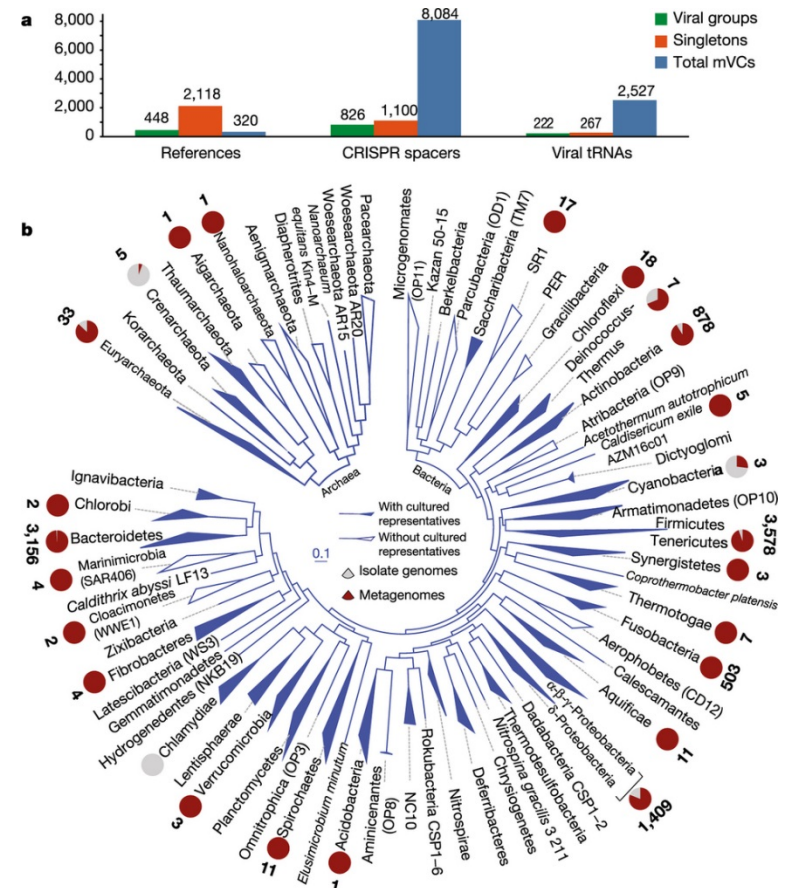 a
8,000
6,000
4,000
2,000
0
448
2,118
320
826
1,100
8,084
222
267
2,527
References
CRISPR spacers
Viral tRNAs
Viral groups
Singletons
Total mVCs
b
33
Euryarchaeota
Korarchaeota
5
Crenarchaeota
Thaumarchaeota
1
Aigarchaeota
1
Nanohaloarchaeota
Aenigmarchaeota
Diapherotrites
Nanoarchaeum
equitans Kin4–M
Woesearchaeota AR15
Woesearchaeota AR20
Pacearchaeota
Archaea
Microgenomates
(OP11)
Kazan 50-15
Berkelbacteria
Parcubacteria (OD1)
Saccharibacteria (TM7)
17
SR1
PER
Gracilibacteria
18
Chloroflexi
7
Deinococcus-
Thermus
878
Actinobacteria
Atribacteria (OP9)
Acetothermum autotrophicum
5
Caldisericum exile
AZM16c01
Dictyoglomi
3
Cyanobacteria
Armatimonadetes (OP10)
Firmicutes
3,578
Tenericutes
Synergistetes
3
Coprothermobacter platensis
Thermotogae
7
Fusobacteria
503
Aerophobetes (CD12)
Calescamantes
Aquificae
11
α-β-γ-Proteobacteria
δ-Proteobacteria
1,409
Dadabacteria CSP1–2
Thermodesulfobacteria
Nitrospina gracilis 3 211
Chrysiogenetes
Deferribacteres
Nitrospirae
Rokubacteria CSP1–6
NC10
Aminicenantes
(OP8)
Acidobacteria
1
Elusimicrobium minutum
Spirochaetes
11
Omnitrophica (OP3)
Planctomycetes
Verrucomicrobia
3
Lentisphaerae
Chlamydiae
Hydrogenedentes (NKB19)
Gemmatimonadetes
Latescibacteria (WS3)
Fibrobacteres
4
Zixibacteria
Cloacimonetes
(WWE1)
2
Caldithrix abyssi LF13
Marinimicrobia
(SAR406)
4
Bacteroidetes
3,156
Chlorobi
2
Ignavibacteria
Bacteria
With cultured
representatives
Without cultured
representatives
0.1
Isolate genomes
Metagenomes